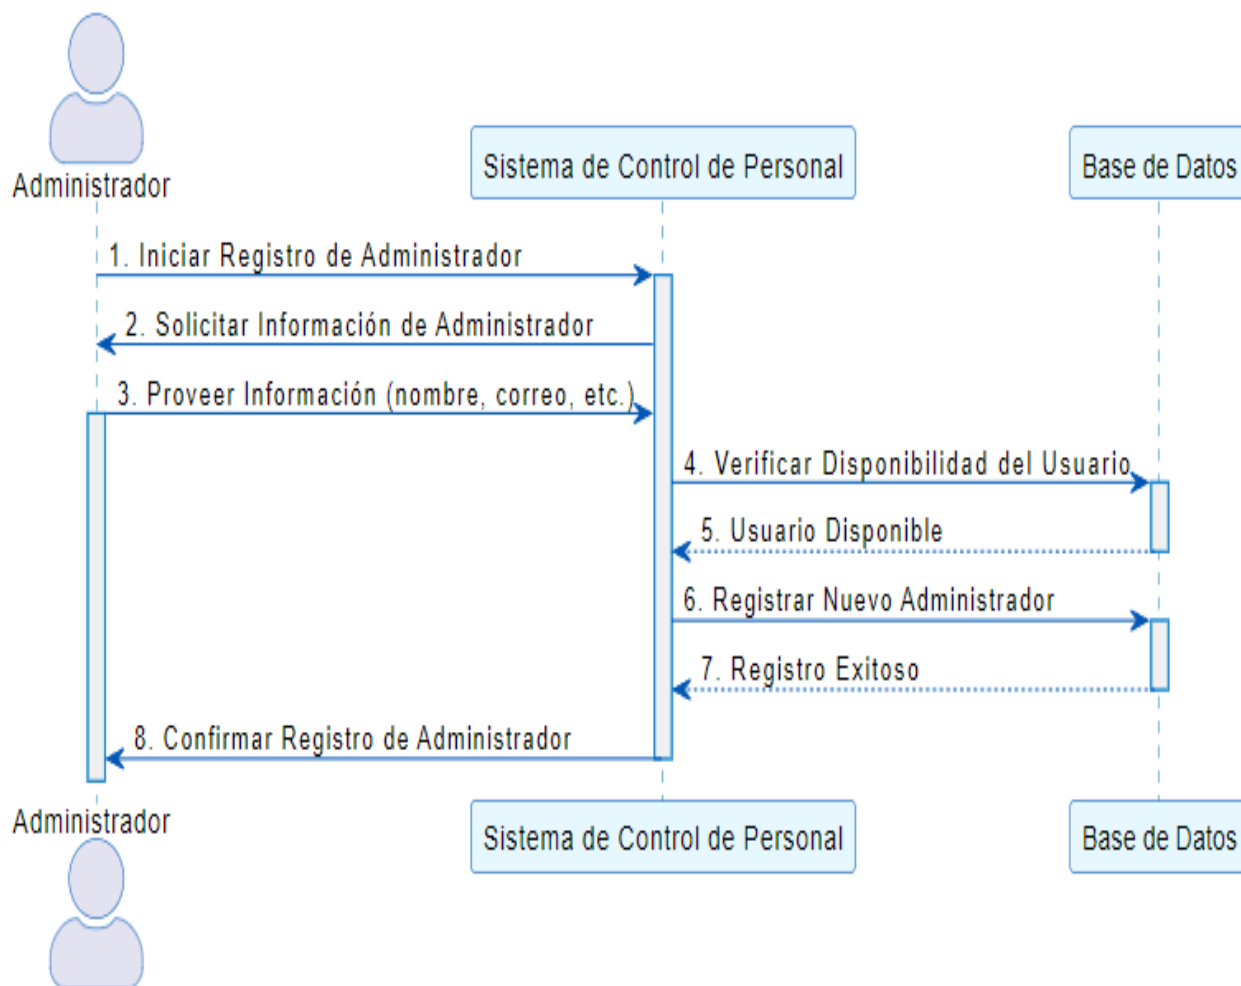 Administrador
Sistema de Control de Personal
Base de Datos
1. Iniciar Registro de Administrador
2. Solicitar Información de Administrador
3. Proveer Información (nombre, correo, etc.)
4. Verificar Disponibilidad del Usuario
5. Usuario Disponible
6. Registrar Nuevo Administrador
7. Registro Exitoso
8. Confirmar Registro de Administrador
Administrador
Sistema de Control de Personal
Base de Datos